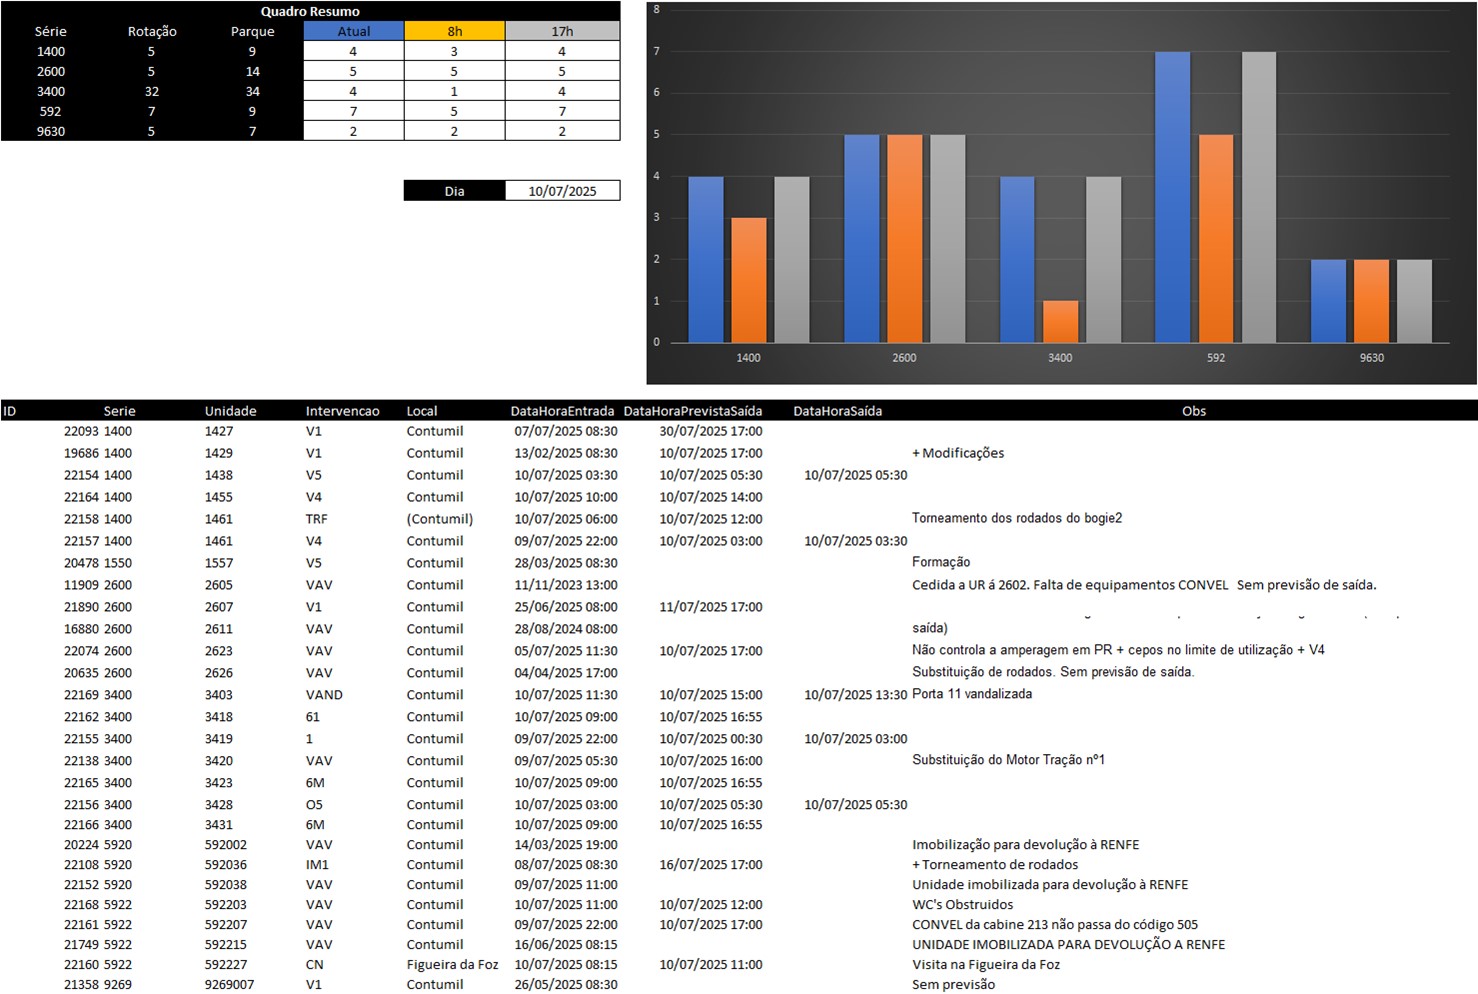 Quadro Resumo
Série Rotação Parque Atual 8h 17h
1400 5 9 4 3 4
2600 5 14 5 5 5
3400 32 34 4 1 4
592 7 9 7 5 7
9630 5 7 2 2 2
Dia 10/07/2025
8
7
6
5
4
3
2
1
0
1400 2600 3400 592 9630
ID Serie Unidade Intervencao Local DataHoraEntrada DataHoraPrevistaSaída DataHoraSaída Obs
22093 1400 1427 V1 Contumil 07/07/2025 08:30 30/07/2025 17:00
19686 1400 1429 V1 Contumil 13/02/2025 08:30 10/07/2025 17:00 + Modificações
22154 1400 1438 V5 Contumil 10/07/2025 03:30 10/07/2025 05:30 10/07/2025 05:30
22164 1400 1455 V4 Contumil 10/07/2025 10:00 10/07/2025 14:00
22158 1400 1461 TRF (Contumil) 10/07/2025 06:00 10/07/2025 12:00 Torneamento dos rodados do bogie2
22157 1400 1461 V4 Contumil 09/07/2025 22:00 10/07/2025 03:00 10/07/2025 03:30
20478 1550 1557 V5 Contumil 28/03/2025 08:30 Formação
11909 2600 2605 VAV Contumil 11/11/2023 13:00 Cedida a UR á 2602. Falta de equipamentos CONVEL Sem previsão de saída.
21890 2600 2607 V1 Contumil 25/06/2025 08:00 11/07/2025 17:00
16880 2600 2611 VAV Contumil 28/08/2024 08:00 saída)
22074 2600 2623 VAV Contumil 05/07/2025 11:30 10/07/2025 17:00 Não controla a amperagem em PR + cepos no limite de utilização + V4
20635 2600 2626 VAV Contumil 04/04/2025 17:00 Substituição de rodados. Sem previsão de saída.
22169 3400 3403 VAND Contumil 10/07/2025 11:30 10/07/2025 15:00 10/07/2025 13:30 Porta 11 vandalizada
22162 3400 3418 61 Contumil 10/07/2025 09:00 10/07/2025 16:55
22155 3400 3419 1 Contumil 09/07/2025 22:00 10/07/2025 00:30 10/07/2025 03:00
22138 3400 3420 VAV Contumil 09/07/2025 05:30 10/07/2025 16:00 Substituição do Motor Tração nº1
22165 3400 3423 6M Contumil 10/07/2025 09:00 10/07/2025 16:55
22156 3400 3428 O5 Contumil 10/07/2025 03:00 10/07/2025 05:30 10/07/2025 05:30
22166 3400 3431 6M Contumil 10/07/2025 09:00 10/07/2025 16:55
20224 5920 592002 VAV Contumil 14/03/2025 19:00 Imobilização para devolução à RENFE
22108 5920 592036 IM1 Contumil 08/07/2025 08:30 16/07/2025 17:00 + Torneamento de rodados
22152 5920 592038 VAV Contumil 09/07/2025 11:00 Unidade imobilizada para devolução à RENFE
22168 5922 592203 VAV Contumil 10/07/2025 11:00 10/07/2025 12:00 WC's Obstruidos
22161 5922 592207 VAV Contumil 09/07/2025 22:00 10/07/2025 17:00 CONVEL da cabine 213 não passa do código 505
21749 5922 592215 VAV Contumil 16/06/2025 08:15 UNIDADE IMOBILIZADA PARA DEVOLUÇÃO A RENFE
22160 5922 592227 CN Figueira da Foz 10/07/2025 08:15 10/07/2025 11:00 Visita na Figueira da Foz
21358 9269 9269007 V1 Contumil 26/05/2025 08:30 Sem previsão